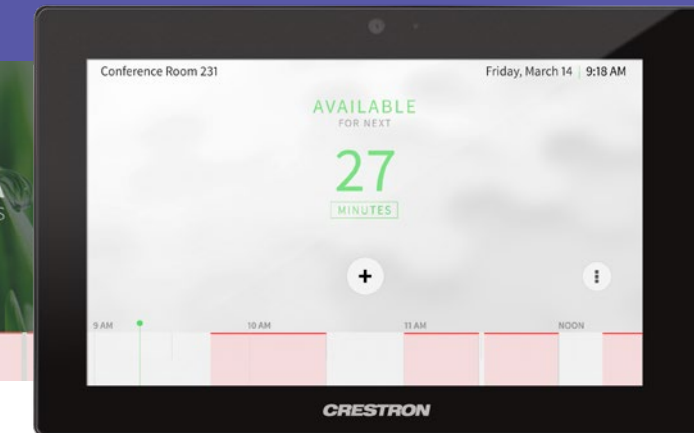 Conference Room 231
Friday, March 14 | 9:18 AM
AVAILABLE
FOR NEXT
27
MINUTES
9 AM
10 AM
11 AM
NOON
CRESTRON